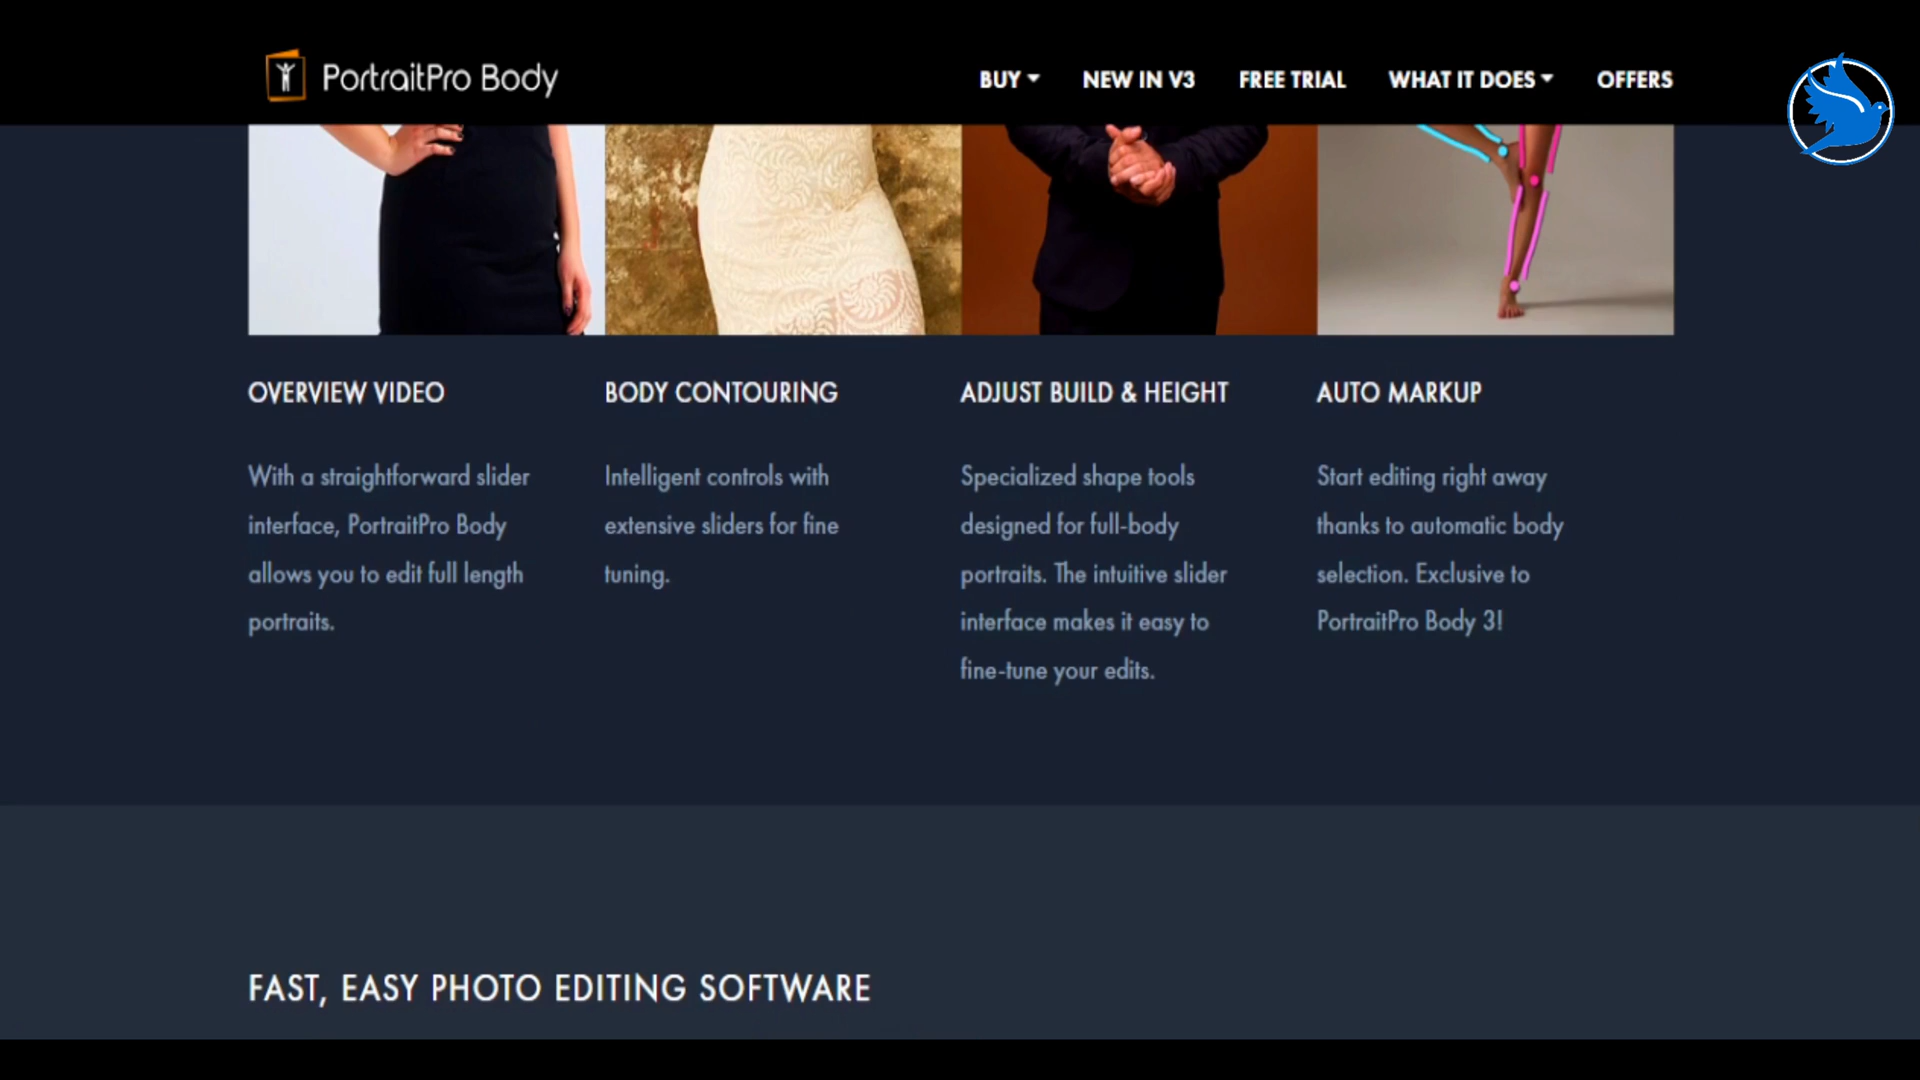 PortraitPro Body
BUY
NEW IN V3
FREE TRIAL
WHAT IT DOES
OFFERS
OVERVIEW VIDEO
With a straightforward slider
interface, PortraitPro Body
allows you to edit full length
portraits.
BODY CONTOURING
Intelligent controls with
extensive sliders for fine
tuning.
ADJUST BUILD & HEIGHT
Specialized shape tools
designed for full-body
portraits. The intuitive slider
interface makes it easy to
fine-tune your edits.
AUTO MARKUP
Start editing right away
thanks to automatic body
selection. Exclusive to
PortraitPro Body 3!
FAST, EASY PHOTO EDITING SOFTWARE